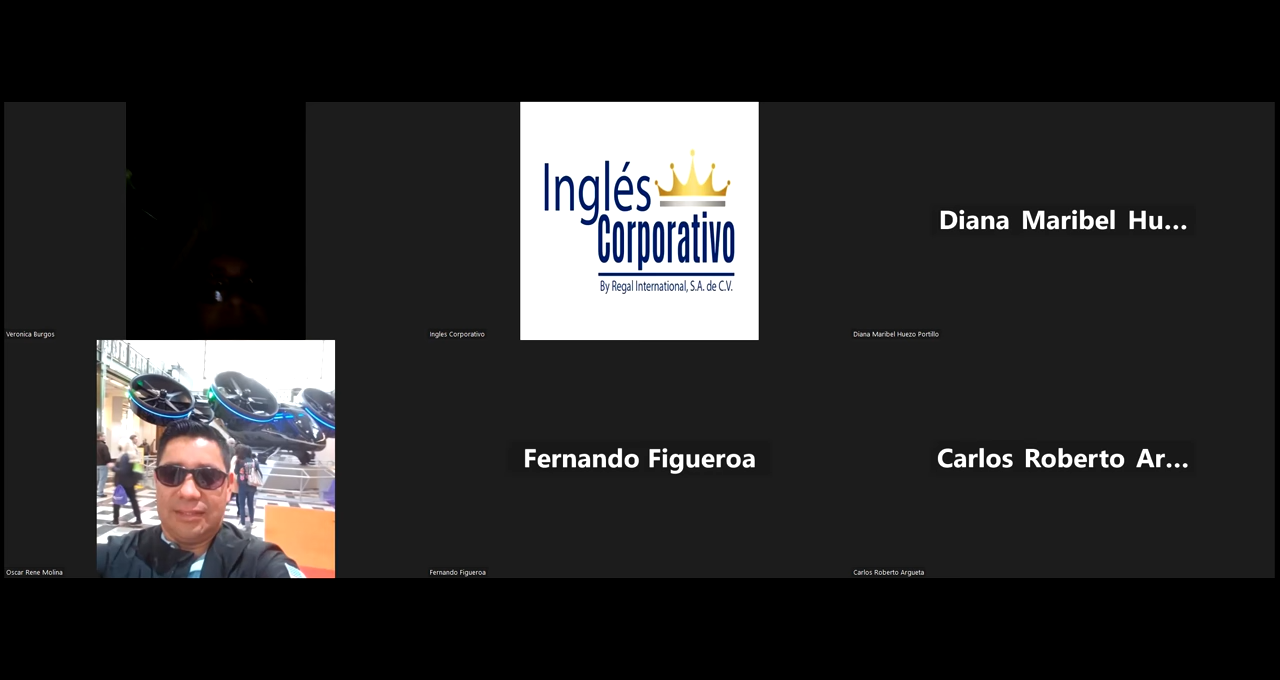 Inglés
Corporativo
By Regal International, S.A. de C.V.
Diana Maribel Hu...
Veronica Burgos
Ingles Corporativo
Diana Maribel Huezo Portillo
Fernando Figueroa
Carlos Roberto Ar...
Oscar Rene Molina
Fernando Figueroa
Carlos Roberto Argueta